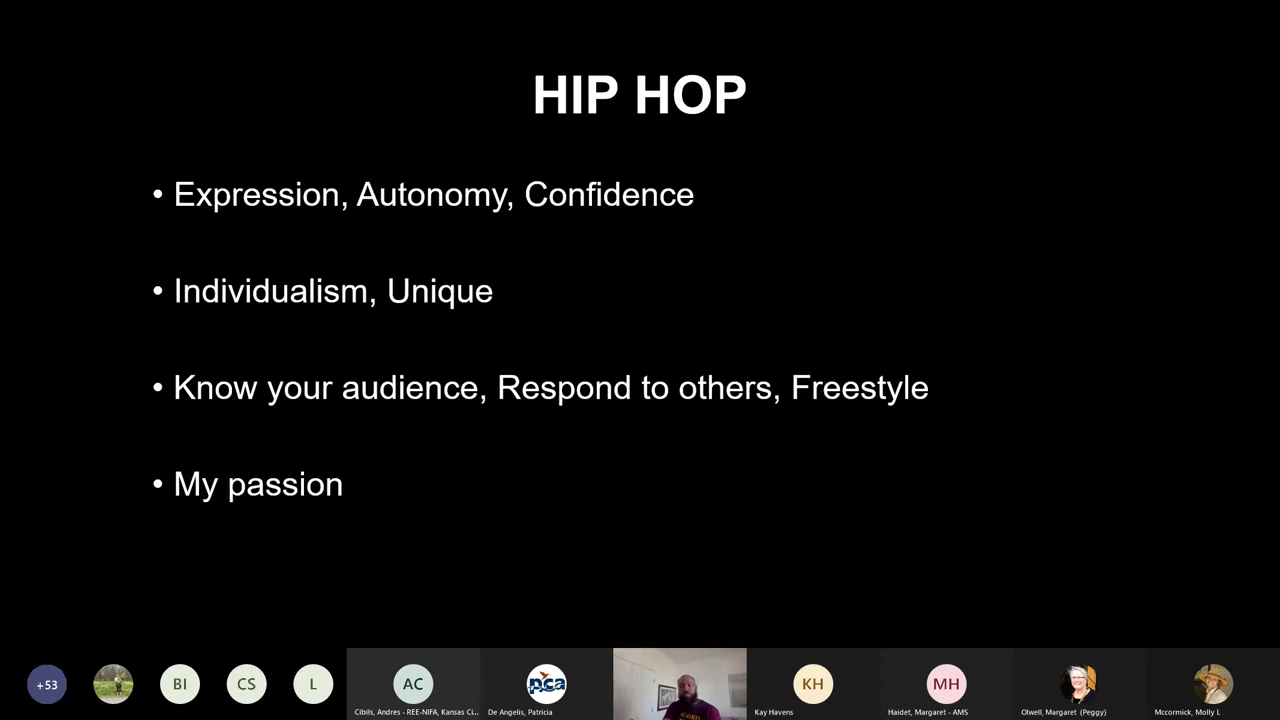 HIP HOP
• Expression, Autonomy, Confidence
• Individualism, Unique
• Know your audience, Respond to others, Freestyle
• My passion
+53
BI
CS
L
AC
pca
KH
MH
Cibils, Andres - REE-NIFA, Kansas Ci...
De Angelis, Patricia
Kay Havens
Haidet, Margaret - AMS
Olwell, Margaret (Peggy)
Mccormick, Molly L